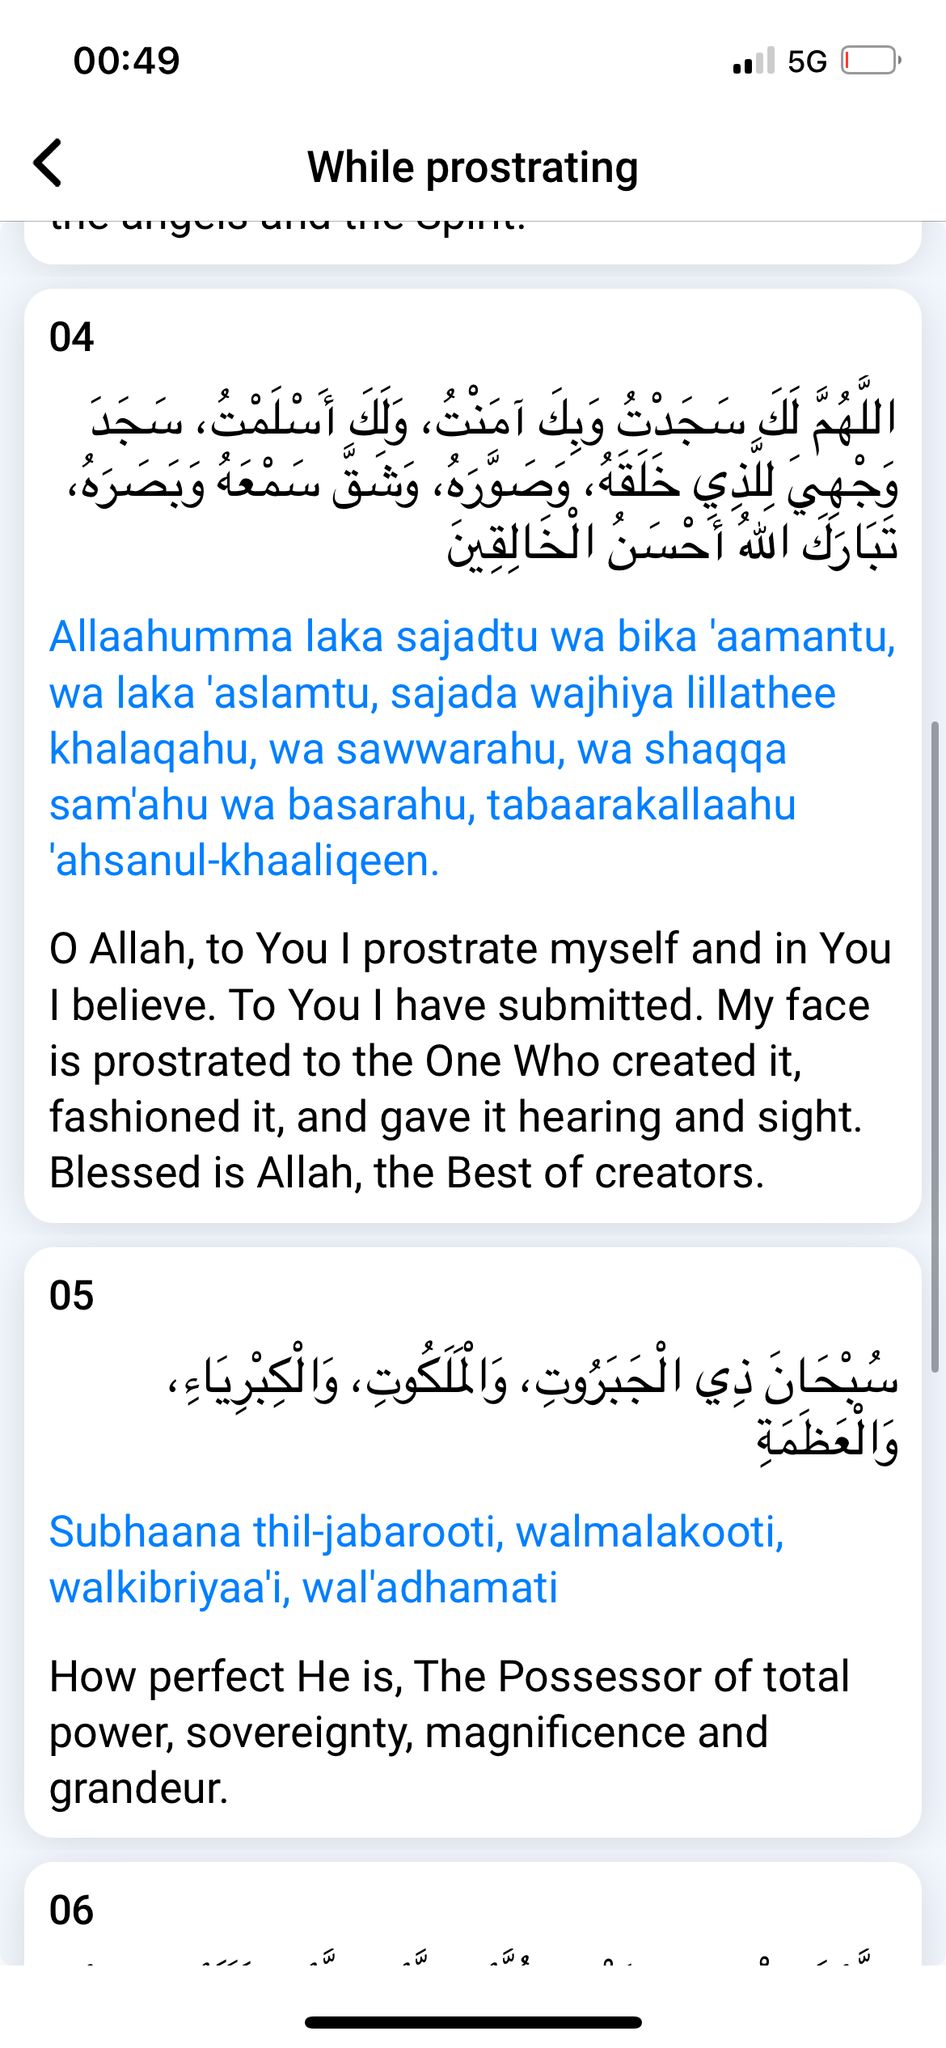 00:49
5G
While prostrating
the angels and the Spirit.
04
اللَّهُمَّ لَكَ سَجَدْتُ وَبِكَ آمَنْتُ، وَلَكَ أَسْلَمْتُ، سَجَدَ
وَجْهِي لِلَّذِي خَلَقَهُ، وَصَوَّرَهُ، وَشَقَّ سَمْعَهُ وَبَصَرَهُ،
تَبَارَكَ اللهُ أَحْسَنُ الْخَالِقِينَ
Allaahumma laka sajadtu wa bika 'aamantu,
wa laka 'aslamtu, sajada wajhiya lillathee
khalaqahu, wa sawwarahu, wa shaqqa
sam'ahu wa basarahu, tabaarakallaahu
'ahsanul-khaaliqeen.
O Allah, to You I prostrate myself and in You
I believe. To You I have submitted. My face
is prostrated to the One Who created it,
fashioned it, and gave it hearing and sight.
Blessed is Allah, the Best of creators.
05
سُبْحَانَ ذِي الْجَبَرُوتِ، وَالْمَلَكُوتِ، وَالْكِبْرِيَاءِ،
وَالْعَظَمَةِ
Subhaana thil-jabarooti, walmalakooti,
walkibriyaa'i, wal'adhamati
How perfect He is, The Possessor of total
power, sovereignty, magnificence and
grandeur.
06